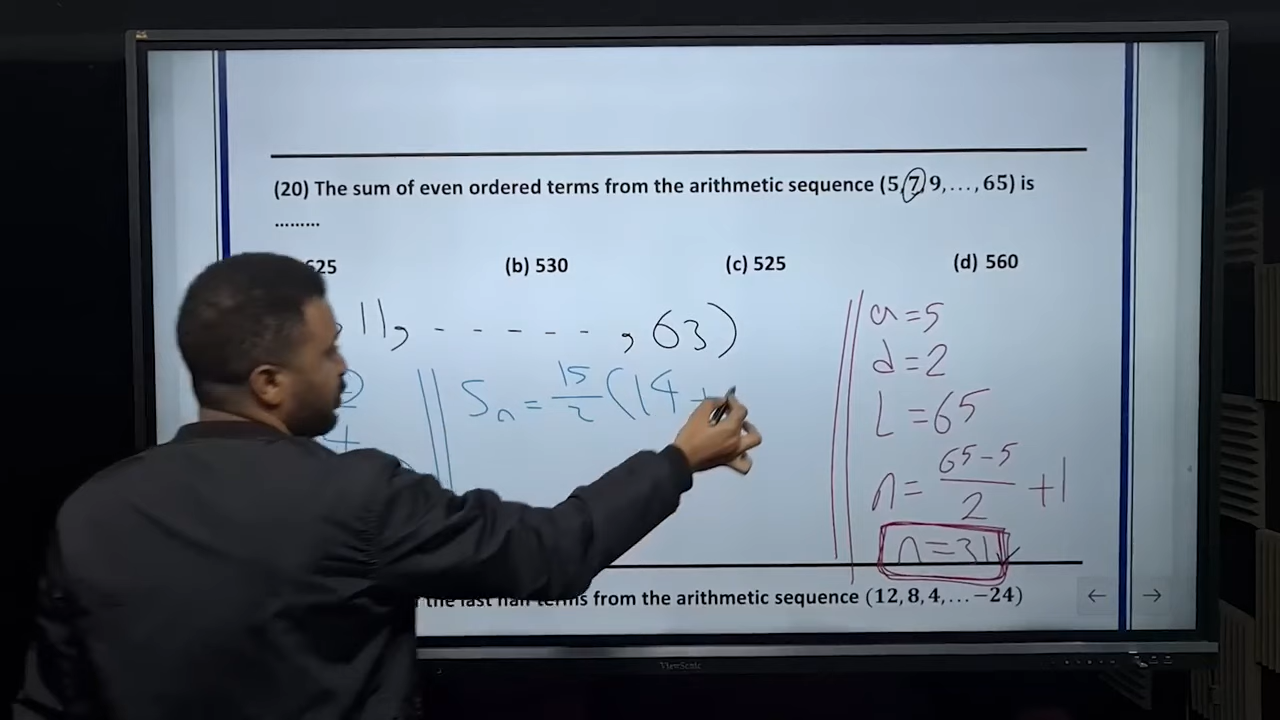 (20) The sum of even ordered terms from the arithmetic sequence (5, 7, 9, ..., 65) is
.........
625
(b) 530
(c) 525
(d) 560
, 11, - - - - - , 63)
Sₙ = 15/2 (14 +
a = 5
d = 2
L = 65
n = (65 - 5)/2 + 1
n = 31
the last half terms from the arithmetic sequence (12, 8, 4, ... −24)
← →
ViewSonic